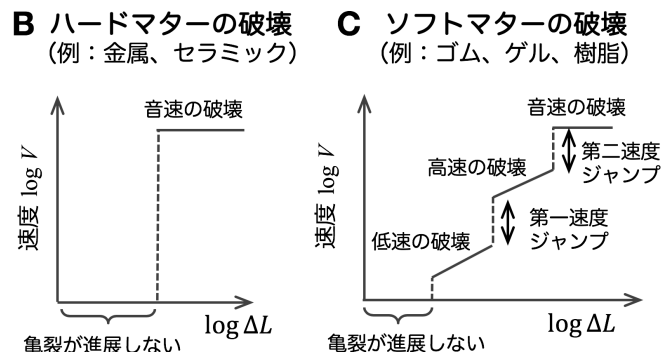 B ハードマターの破壊
（例：金属、セラミック）
音速の破壊
速度 log V
log ΔL
亀裂が進展しない
C ソフトマターの破壊
（例：ゴム、ゲル、樹脂）
音速の破壊
第二速度
ジャンプ
高速の破壊
第一速度
ジャンプ
低速の破壊
速度 log V
log ΔL
亀裂が進展しない